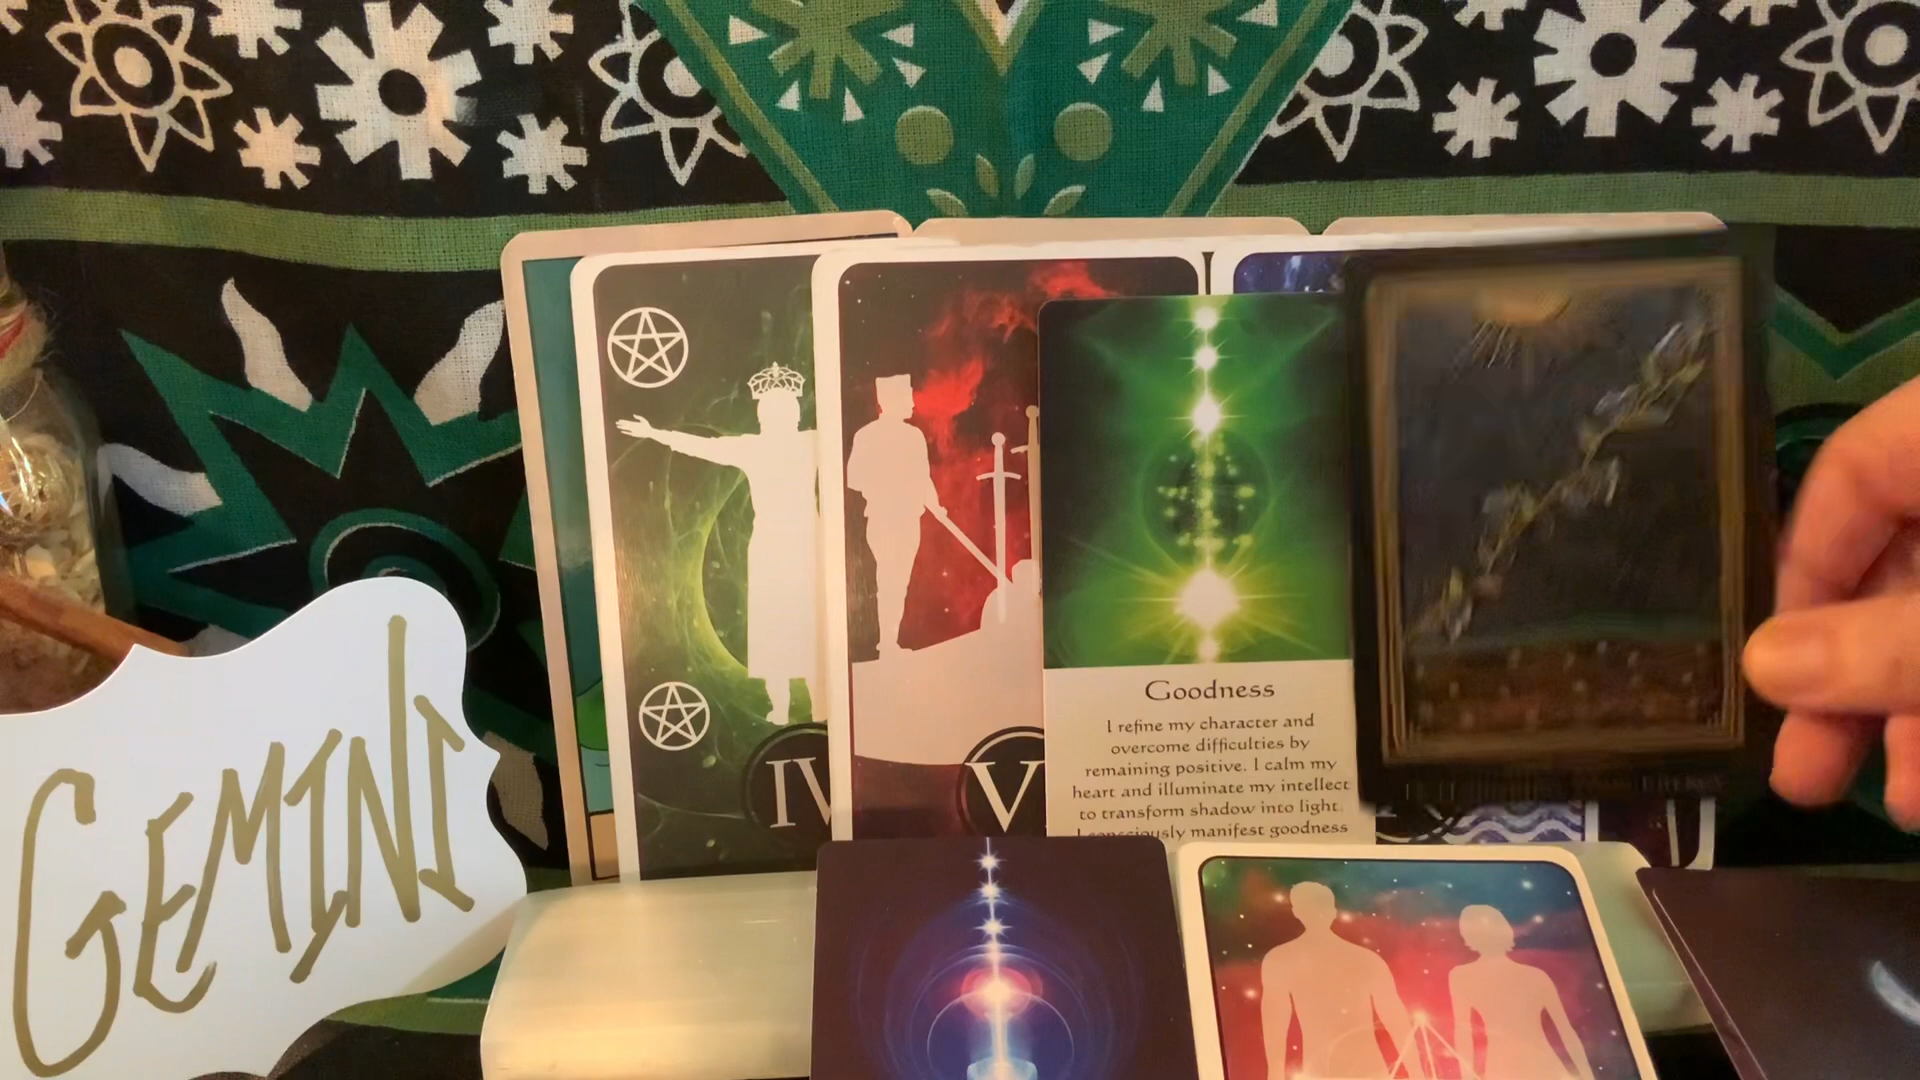 GEMINI
IV
V
Goodness
I refine my character and
overcome difficulties by
remaining positive. I calm my
heart and illuminate my intellect
to transform shadow into light.
I consciously manifest goodness